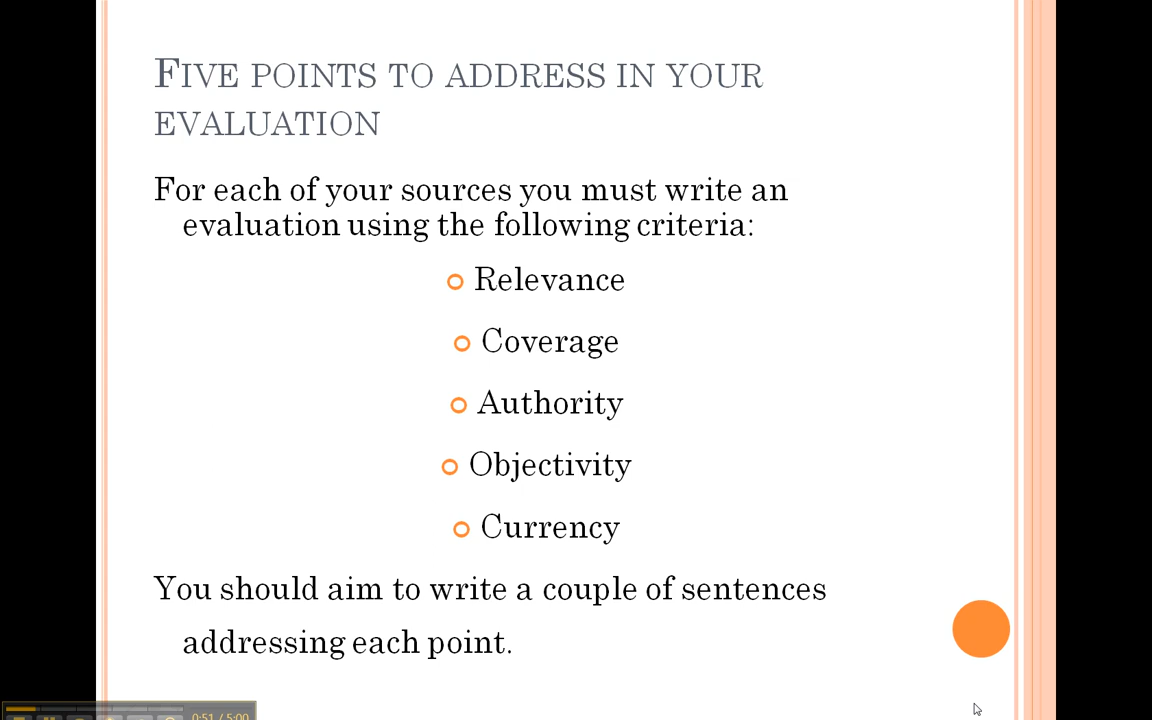 FIVE POINTS TO ADDRESS IN YOUR
EVALUATION
For each of your sources you must write an
evaluation using the following criteria:
Relevance
Coverage
Authority
Objectivity
Currency
You should aim to write a couple of sentences
addressing each point.
0:51 / 5:00